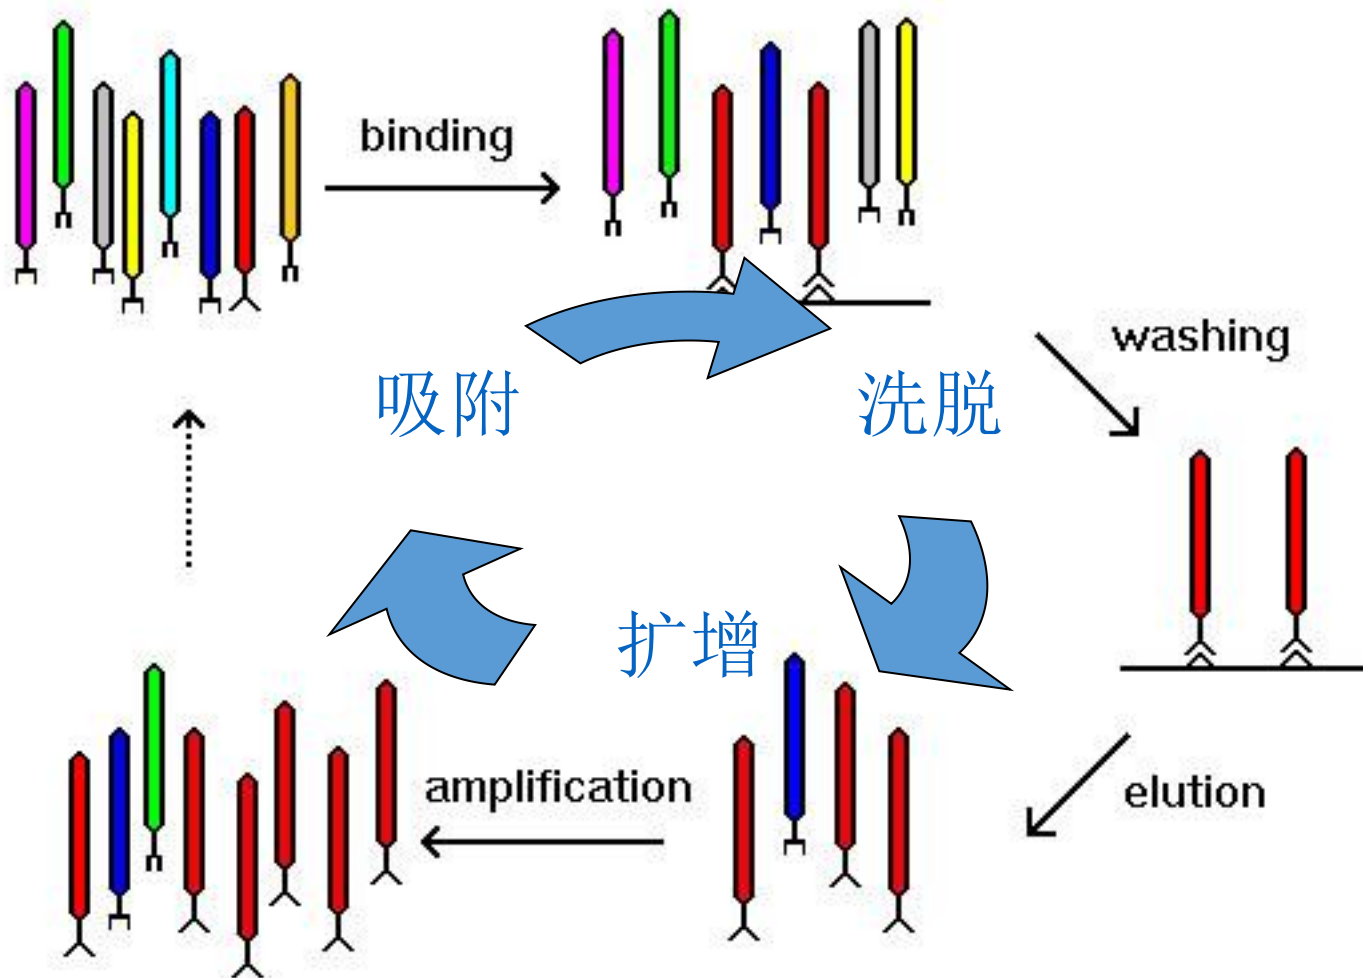 binding
washing
吸附
洗脱
扩增
amplification
elution